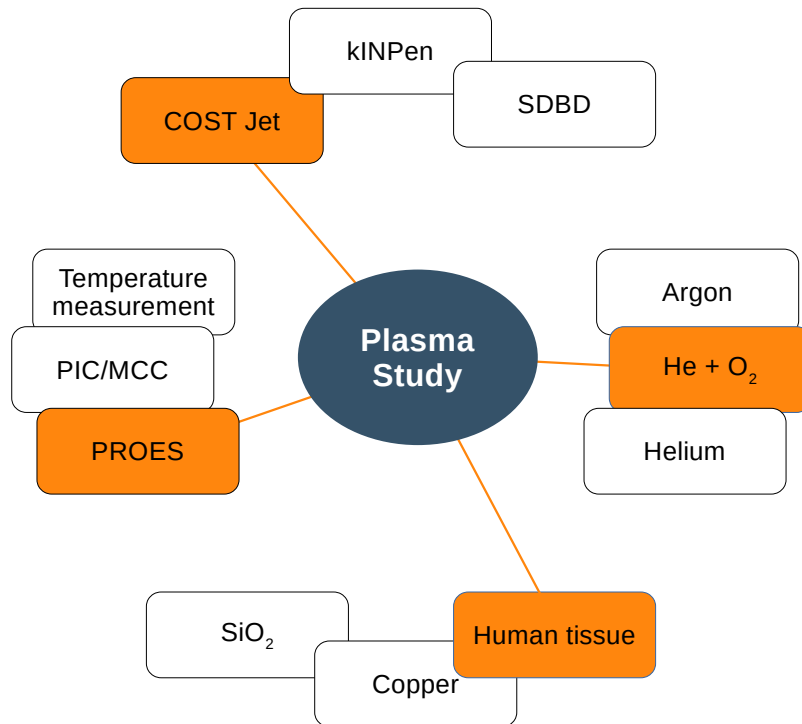 kINPen
SDBD
COST Jet
Temperature
measurement
Argon
Plasma
Study
PIC/MCC
He + O₂
PROES
Helium
SiO₂
Human tissue
Copper